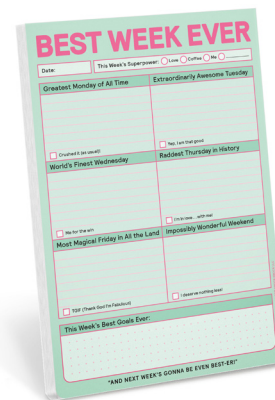 BEST WEEK EVER
Date:
This Week's Superpower: Love Coffee Me
Greatest Monday of All Time
Extraordinarily Awesome Tuesday
Crushed it (as usual!)
Yes, I am that good
World's Finest Wednesday
Raddest Thursday in History
Me for the win
I'm in love... with me!
Most Magical Friday in All the Land
Impossibly Wonderful Weekend
TGIF (Thank God I'm Fabulous!)
I deserve nothing less!
This Week's Best Goals Ever:
"AND NEXT WEEK'S GONNA BE EVEN BEST-ER!"